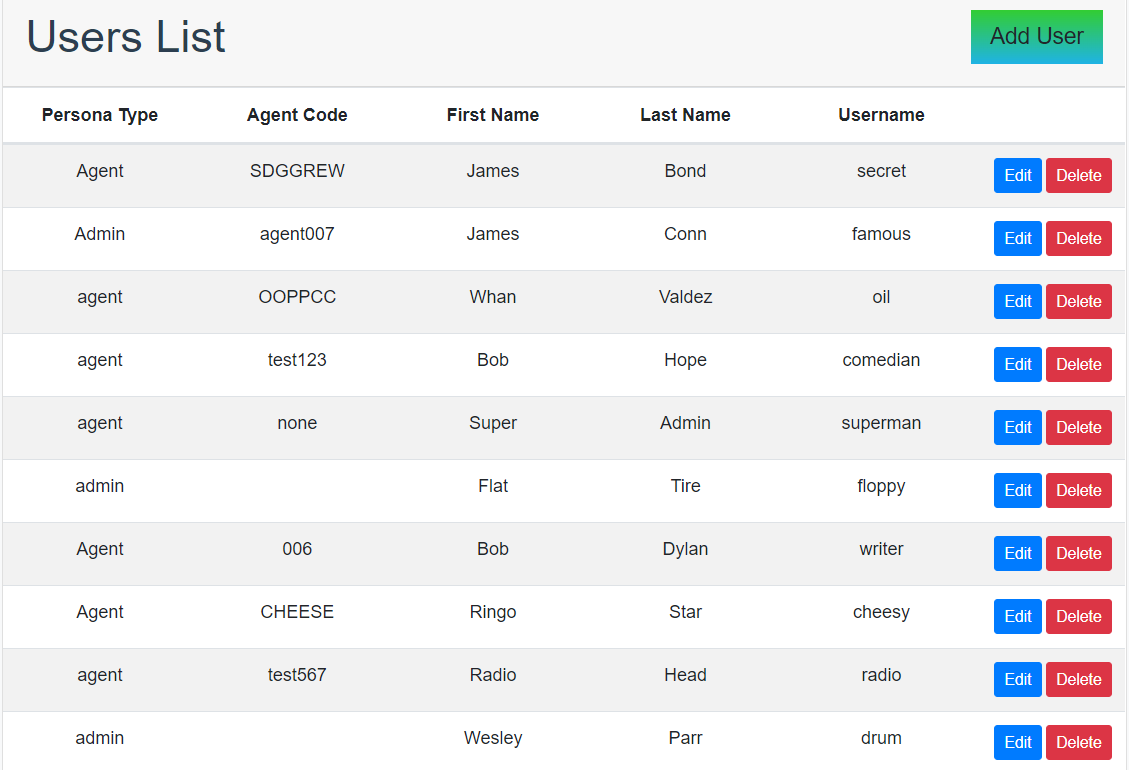 Users List Add User
Persona Type Agent Code First Name Last Name Username
Agent SDGGREW James Bond secret Edit Delete
Admin agent007 James Conn famous Edit Delete
agent OOPPCC Whan Valdez oil Edit Delete
agent test123 Bob Hope comedian Edit Delete
agent none Super Admin superman Edit Delete
admin Flat Tire floppy Edit Delete
Agent 006 Bob Dylan writer Edit Delete
Agent CHEESE Ringo Star cheesy Edit Delete
agent test567 Radio Head radio Edit Delete
admin Wesley Parr drum Edit Delete